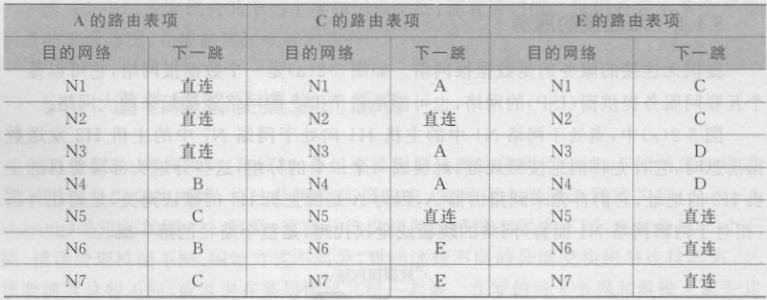 A 的路由表项 C 的路由表项 E 的路由表项
目的网络 下一跳 目的网络 下一跳 目的网络 下一跳
N1 直连 N1 A N1 C
N2 直连 N2 直连 N2 C
N3 直连 N3 A N3 D
N4 B N4 A N4 D
N5 C N5 直连 N5 直连
N6 B N6 E N6 直连
N7 C N7 E N7 直连